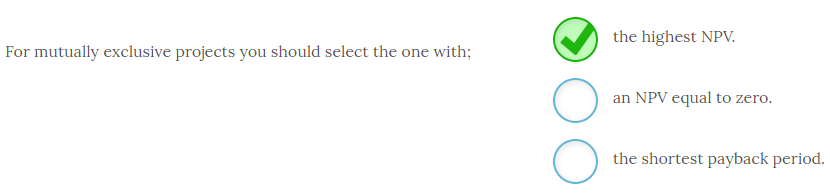 For mutually exclusive projects you should select the one with;
the highest NPV.
an NPV equal to zero.
the shortest payback period.